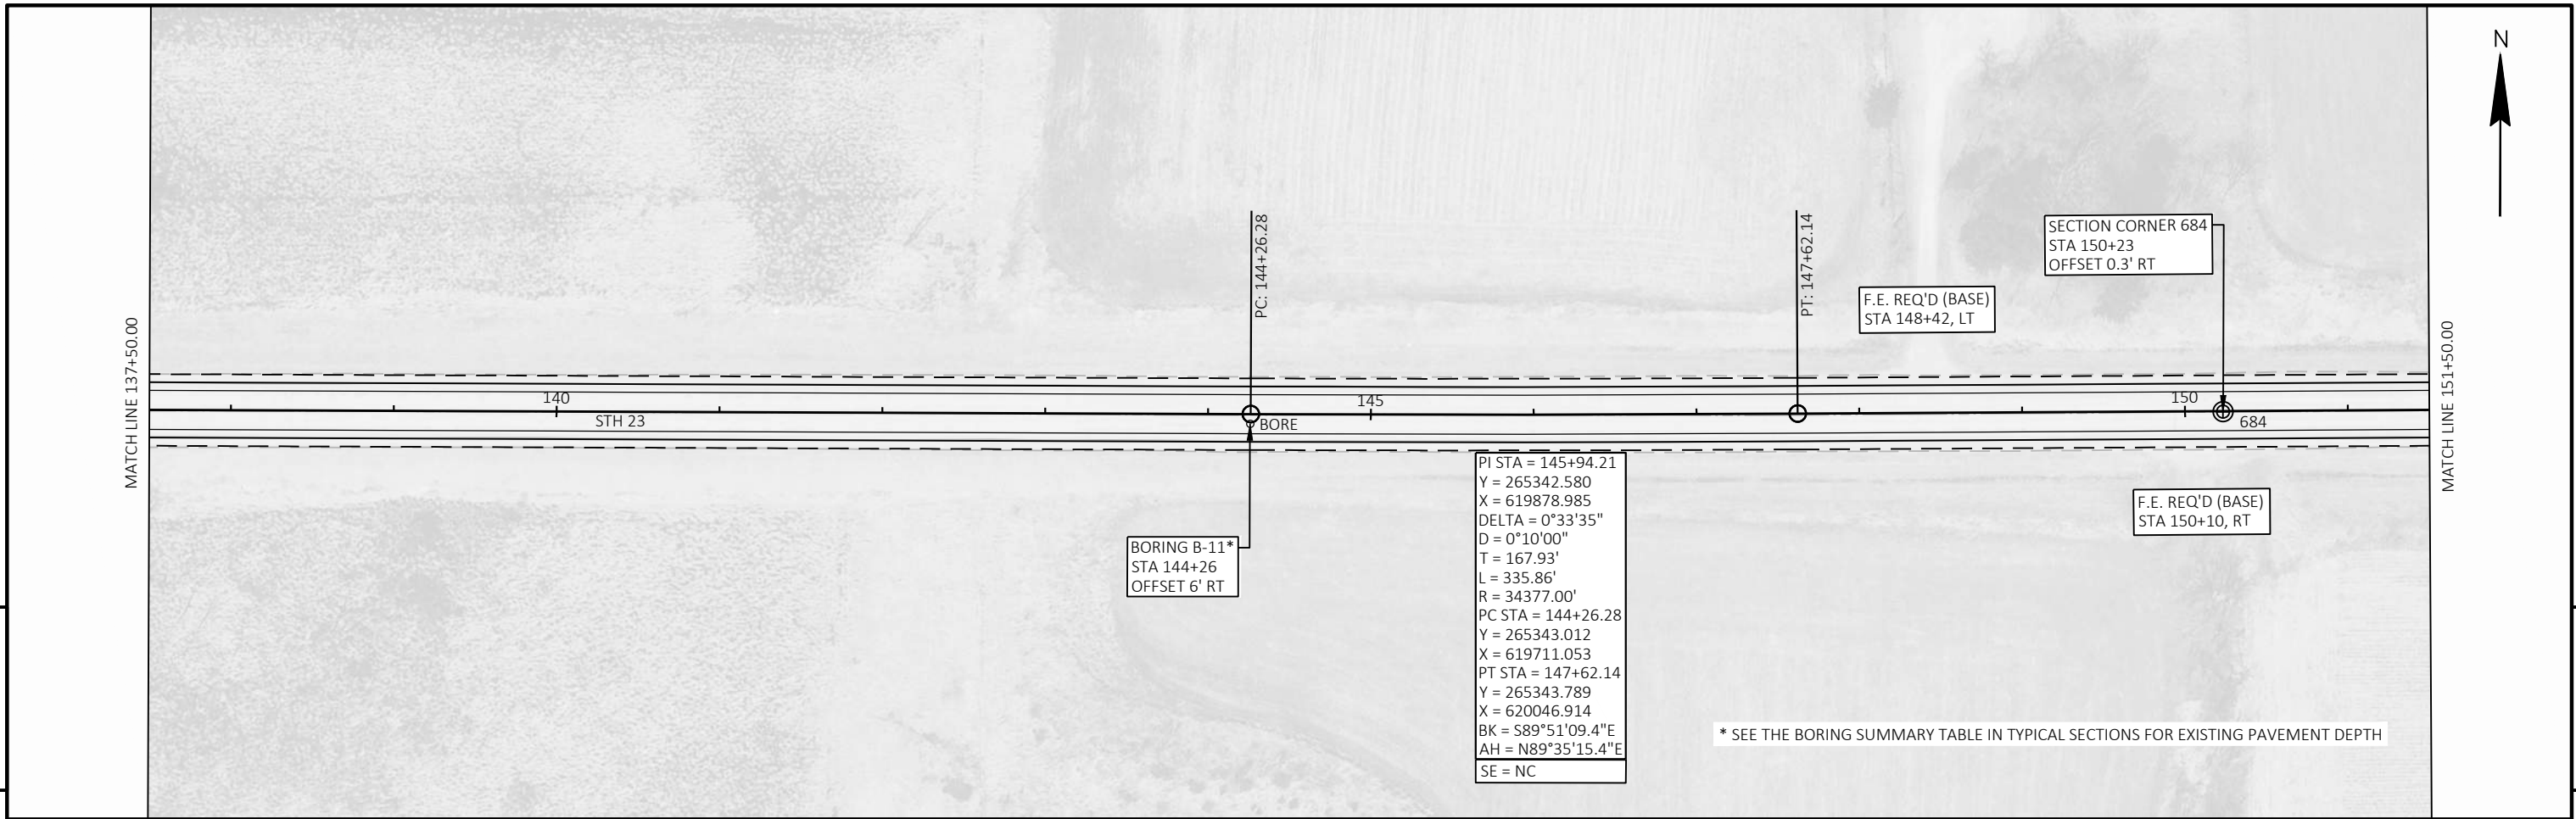 N
MATCH LINE 137+50.00
PC: 144+26.28
PT: 147+62.14
SECTION CORNER 684
STA 150+23
OFFSET 0.3' RT
F.E. REQ'D (BASE)
STA 148+42, LT
MATCH LINE 151+50.00
140
145
150
STH 23
BORE
684
BORING B-11*
STA 144+26
OFFSET 6' RT
PI STA = 145+94.21
Y = 265342.580
X = 619878.985
DELTA = 0°33'35"
D = 0°10'00"
T = 167.93'
L = 335.86'
R = 34377.00'
PC STA = 144+26.28
Y = 265343.012
X = 619711.053
PT STA = 147+62.14
Y = 265343.789
X = 620046.914
BK = S89°51'09.4"E
AH = N89°35'15.4"E
SE = NC
F.E. REQ'D (BASE)
STA 150+10, RT
* SEE THE BORING SUMMARY TABLE IN TYPICAL SECTIONS FOR EXISTING PAVEMENT DEPTH